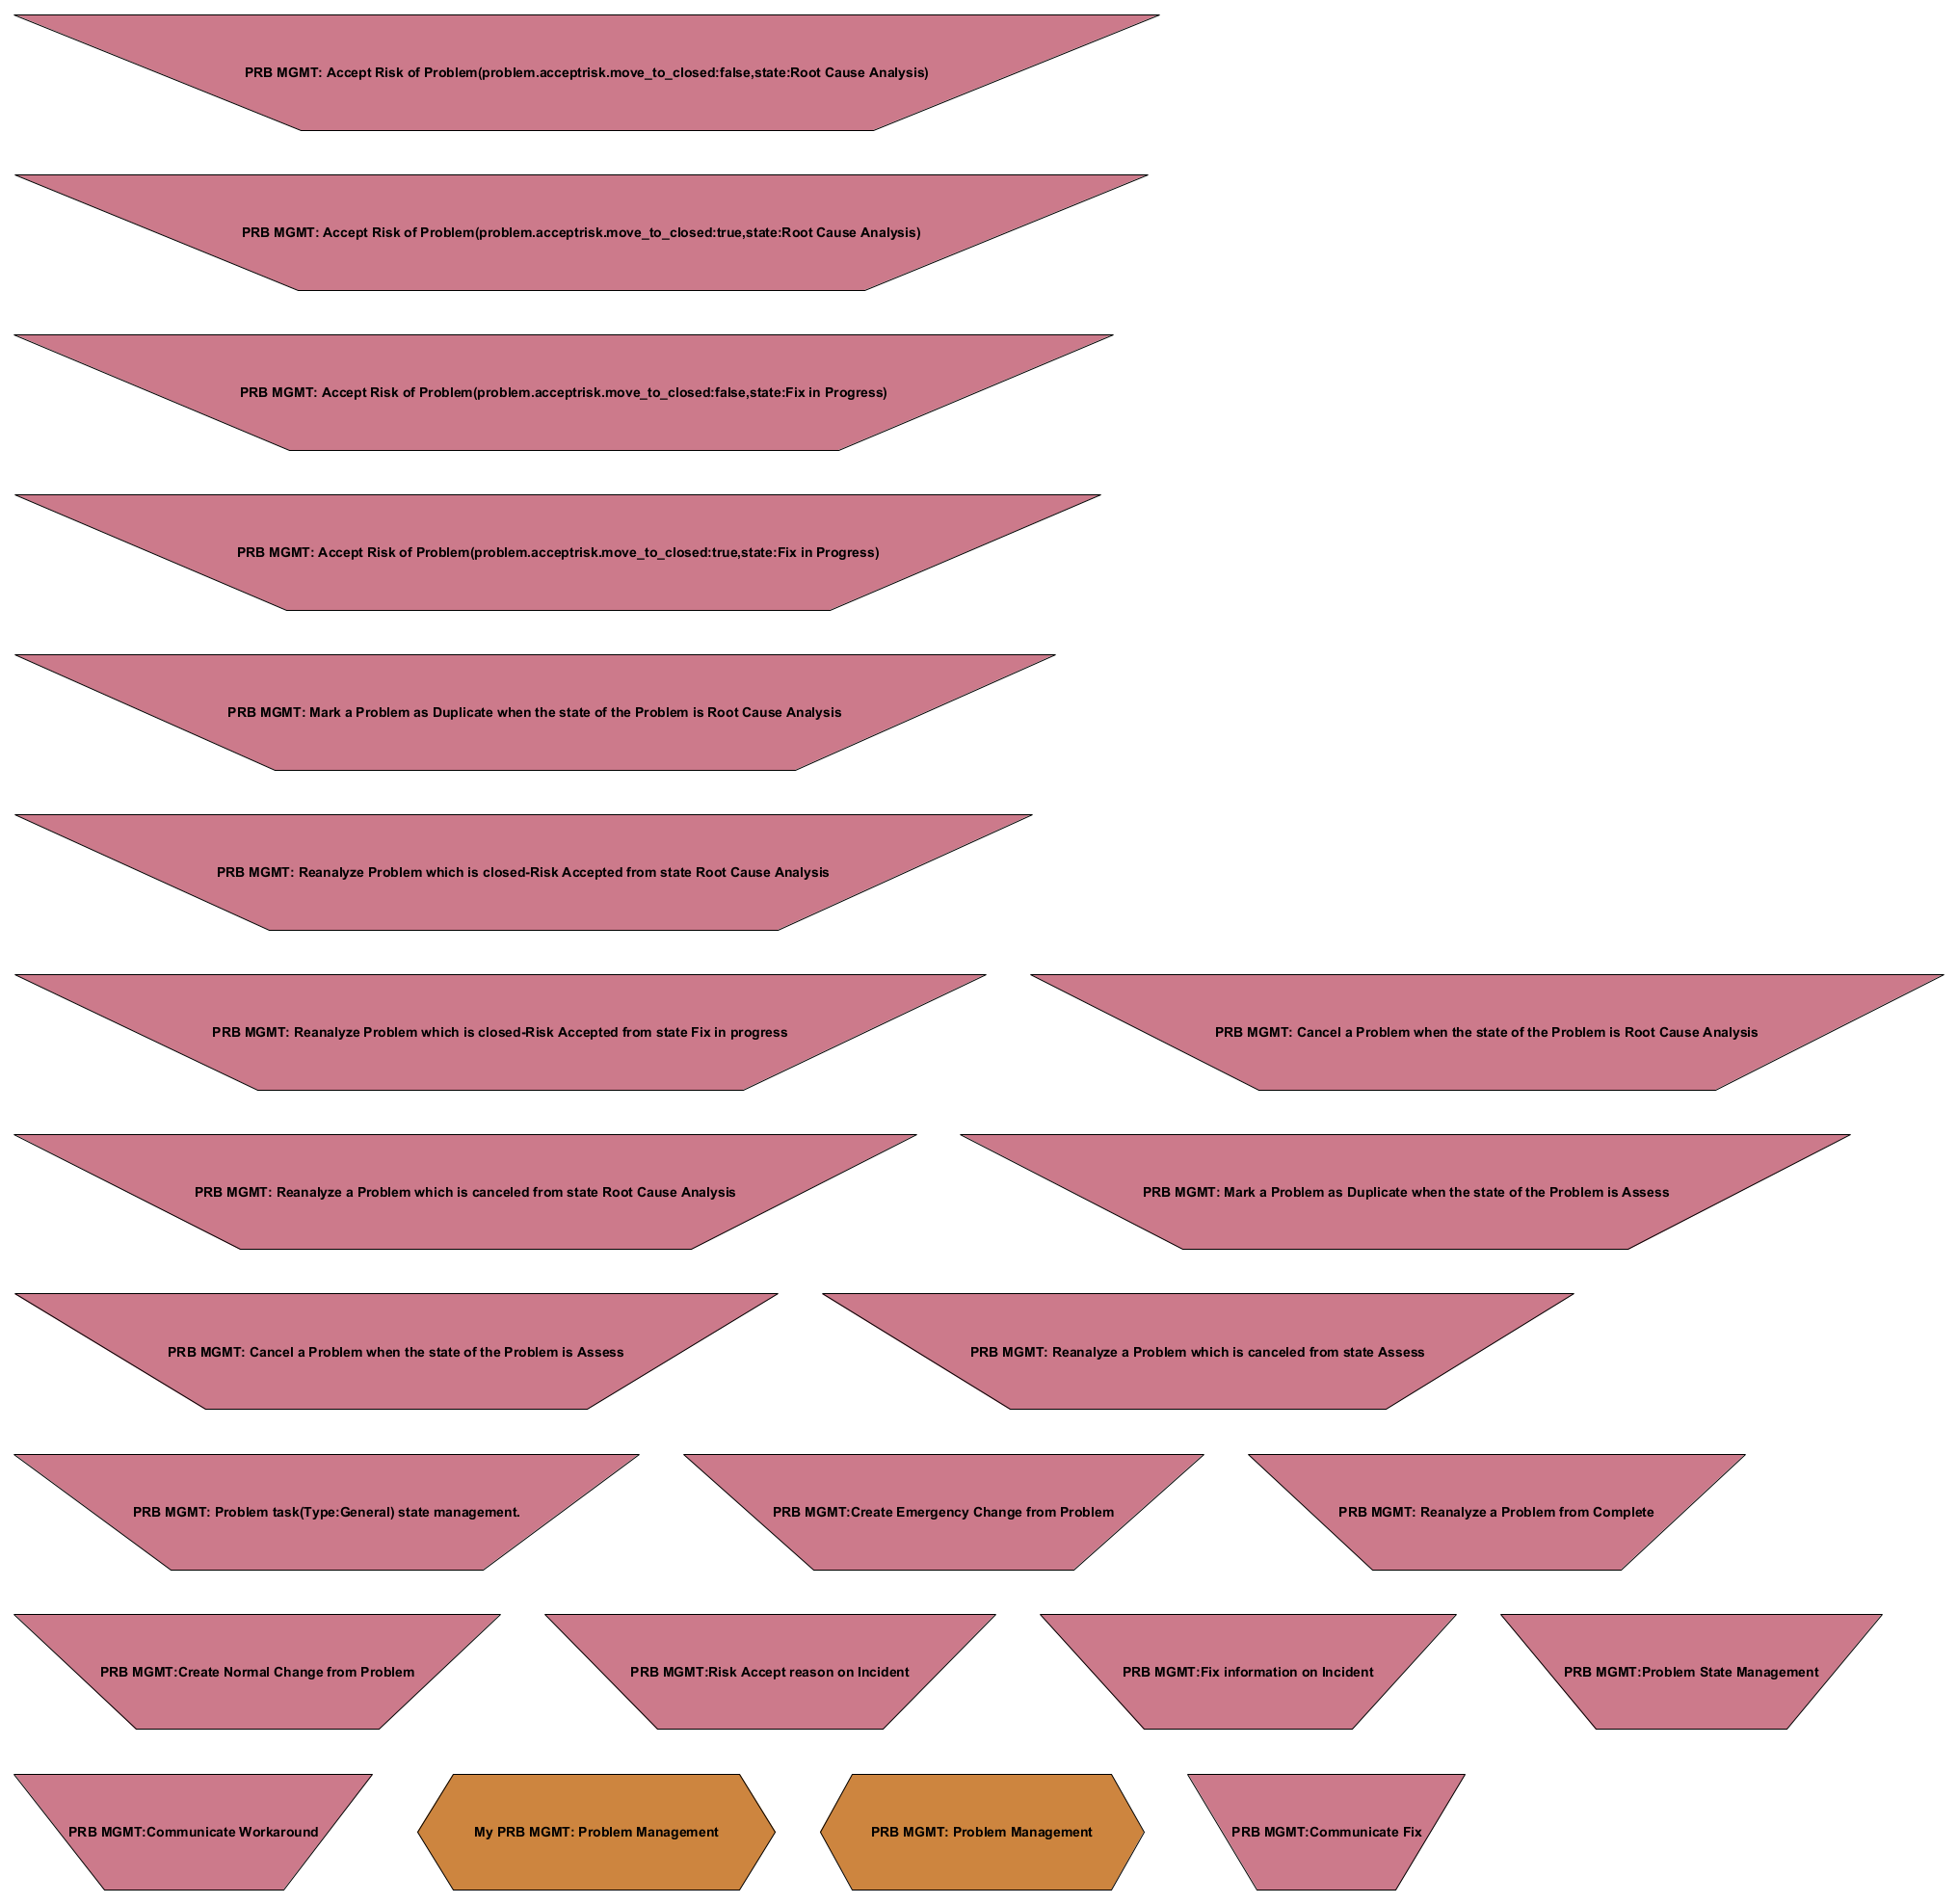 PRB MGMT: Accept Risk of Problem(problem.acceptrisk.move_to_closed:false,state:Root Cause Analysis)
PRB MGMT: Accept Risk of Problem(problem.acceptrisk.move_to_closed:true,state:Root Cause Analysis)
PRB MGMT: Accept Risk of Problem(problem.acceptrisk.move_to_closed:false,state:Fix in Progress)
PRB MGMT: Accept Risk of Problem(problem.acceptrisk.move_to_closed:true,state:Fix in Progress)
PRB MGMT: Mark a Problem as Duplicate when the state of the Problem is Root Cause Analysis
PRB MGMT: Reanalyze Problem which is closed-Risk Accepted from state Root Cause Analysis
PRB MGMT: Reanalyze Problem which is closed-Risk Accepted from state Fix in progress
PRB MGMT: Cancel a Problem when the state of the Problem is Root Cause Analysis
PRB MGMT: Reanalyze a Problem which is canceled from state Root Cause Analysis
PRB MGMT: Mark a Problem as Duplicate when the state of the Problem is Assess
PRB MGMT: Cancel a Problem when the state of the Problem is Assess
PRB MGMT: Reanalyze a Problem which is canceled from state Assess
PRB MGMT: Problem task(Type:General) state management.
PRB MGMT:Create Emergency Change from Problem
PRB MGMT: Reanalyze a Problem from Complete
PRB MGMT:Create Normal Change from Problem
PRB MGMT:Risk Accept reason on Incident
PRB MGMT:Fix information on Incident
PRB MGMT:Problem State Management
PRB MGMT:Communicate Workaround
My PRB MGMT: Problem Management
PRB MGMT: Problem Management
PRB MGMT:Communicate Fix